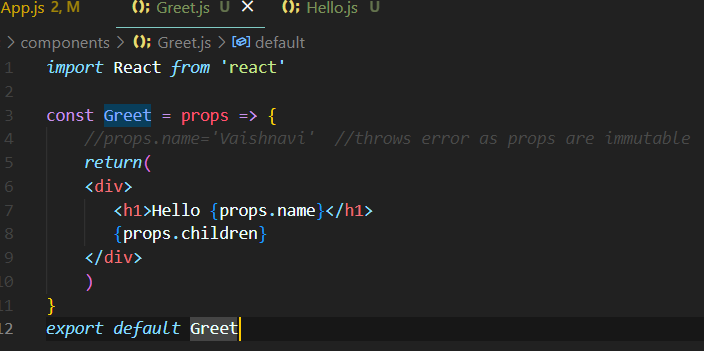 App.js 2, M Greet.js U Hello.js U
> components > Greet.js > default
1 import React from 'react'
2
3 const Greet = props => {
4 //props.name='Vaishnavi' //throws error as props are immutable
5 return(
6 <div>
7 <h1>Hello {props.name}</h1>
8 {props.children}
9 </div>
10 )
11 }
12 export default Greet